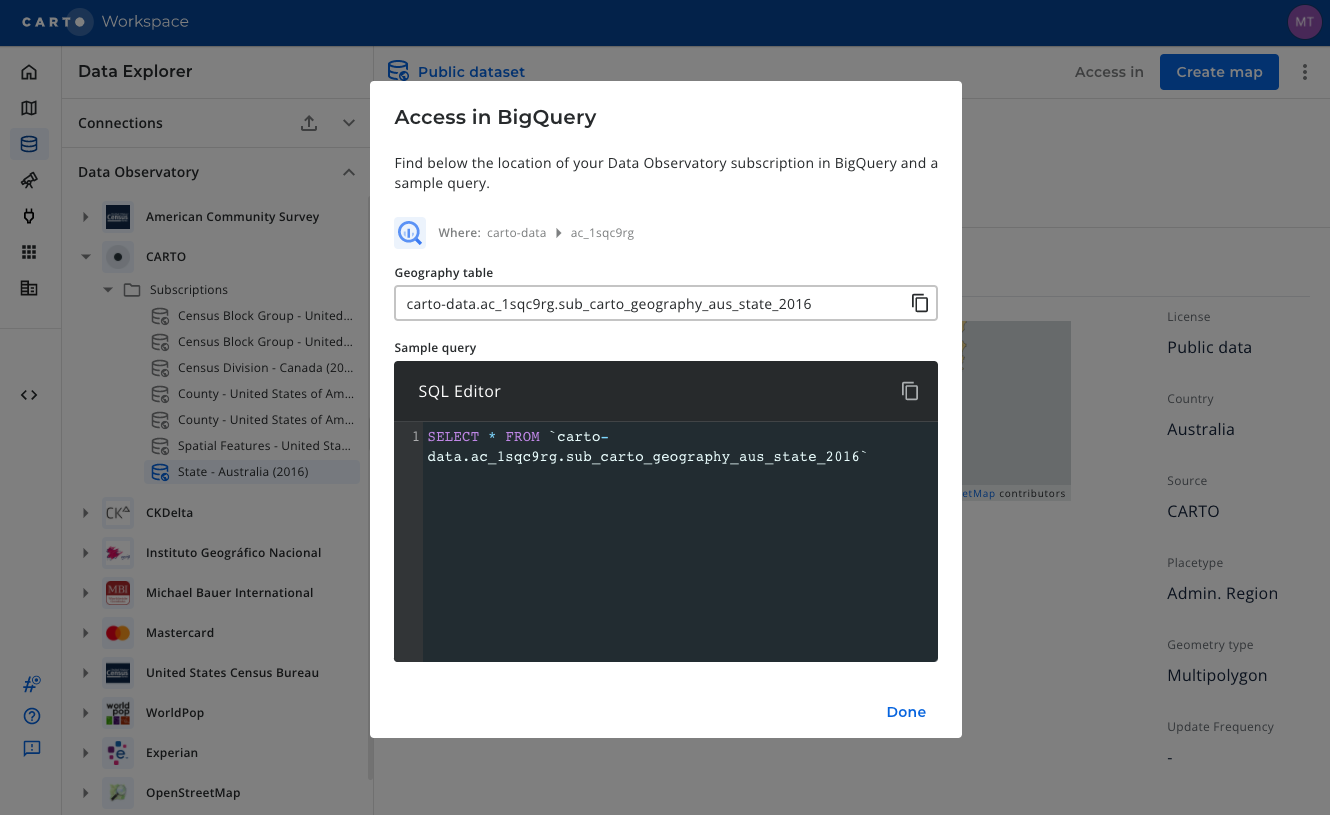 CARTO Workspace
MT
Data Explorer
Connections
Data Observatory
American Community Survey
CARTO
Subscriptions
Census Block Group - United...
Census Block Group - United...
Census Division - Canada (20...
County - United States of Am...
County - United States of Am...
Spatial Features - United Sta...
State - Australia (2016)
CKDelta
Instituto Geográfico Nacional
MBI
Michael Bauer International
Mastercard
United States Census Bureau
world
pop
WorldPop
Experian
OpenStreetMap
Public dataset
Access in
Create map
Access in BigQuery
Find below the location of your Data Observatory subscription in BigQuery and a
sample query.
Where: carto-data ac_1sqc9rg
Geography table
carto-data.ac_1sqc9rg.sub_carto_geography_aus_state_2016
Sample query
SQL Editor
1 SELECT * FROM `carto-
data.ac_1sqc9rg.sub_carto_geography_aus_state_2016`
Done
etMap contributors
License
Public data
Country
Australia
Source
CARTO
Placetype
Admin. Region
Geometry type
Multipolygon
Update Frequency
-